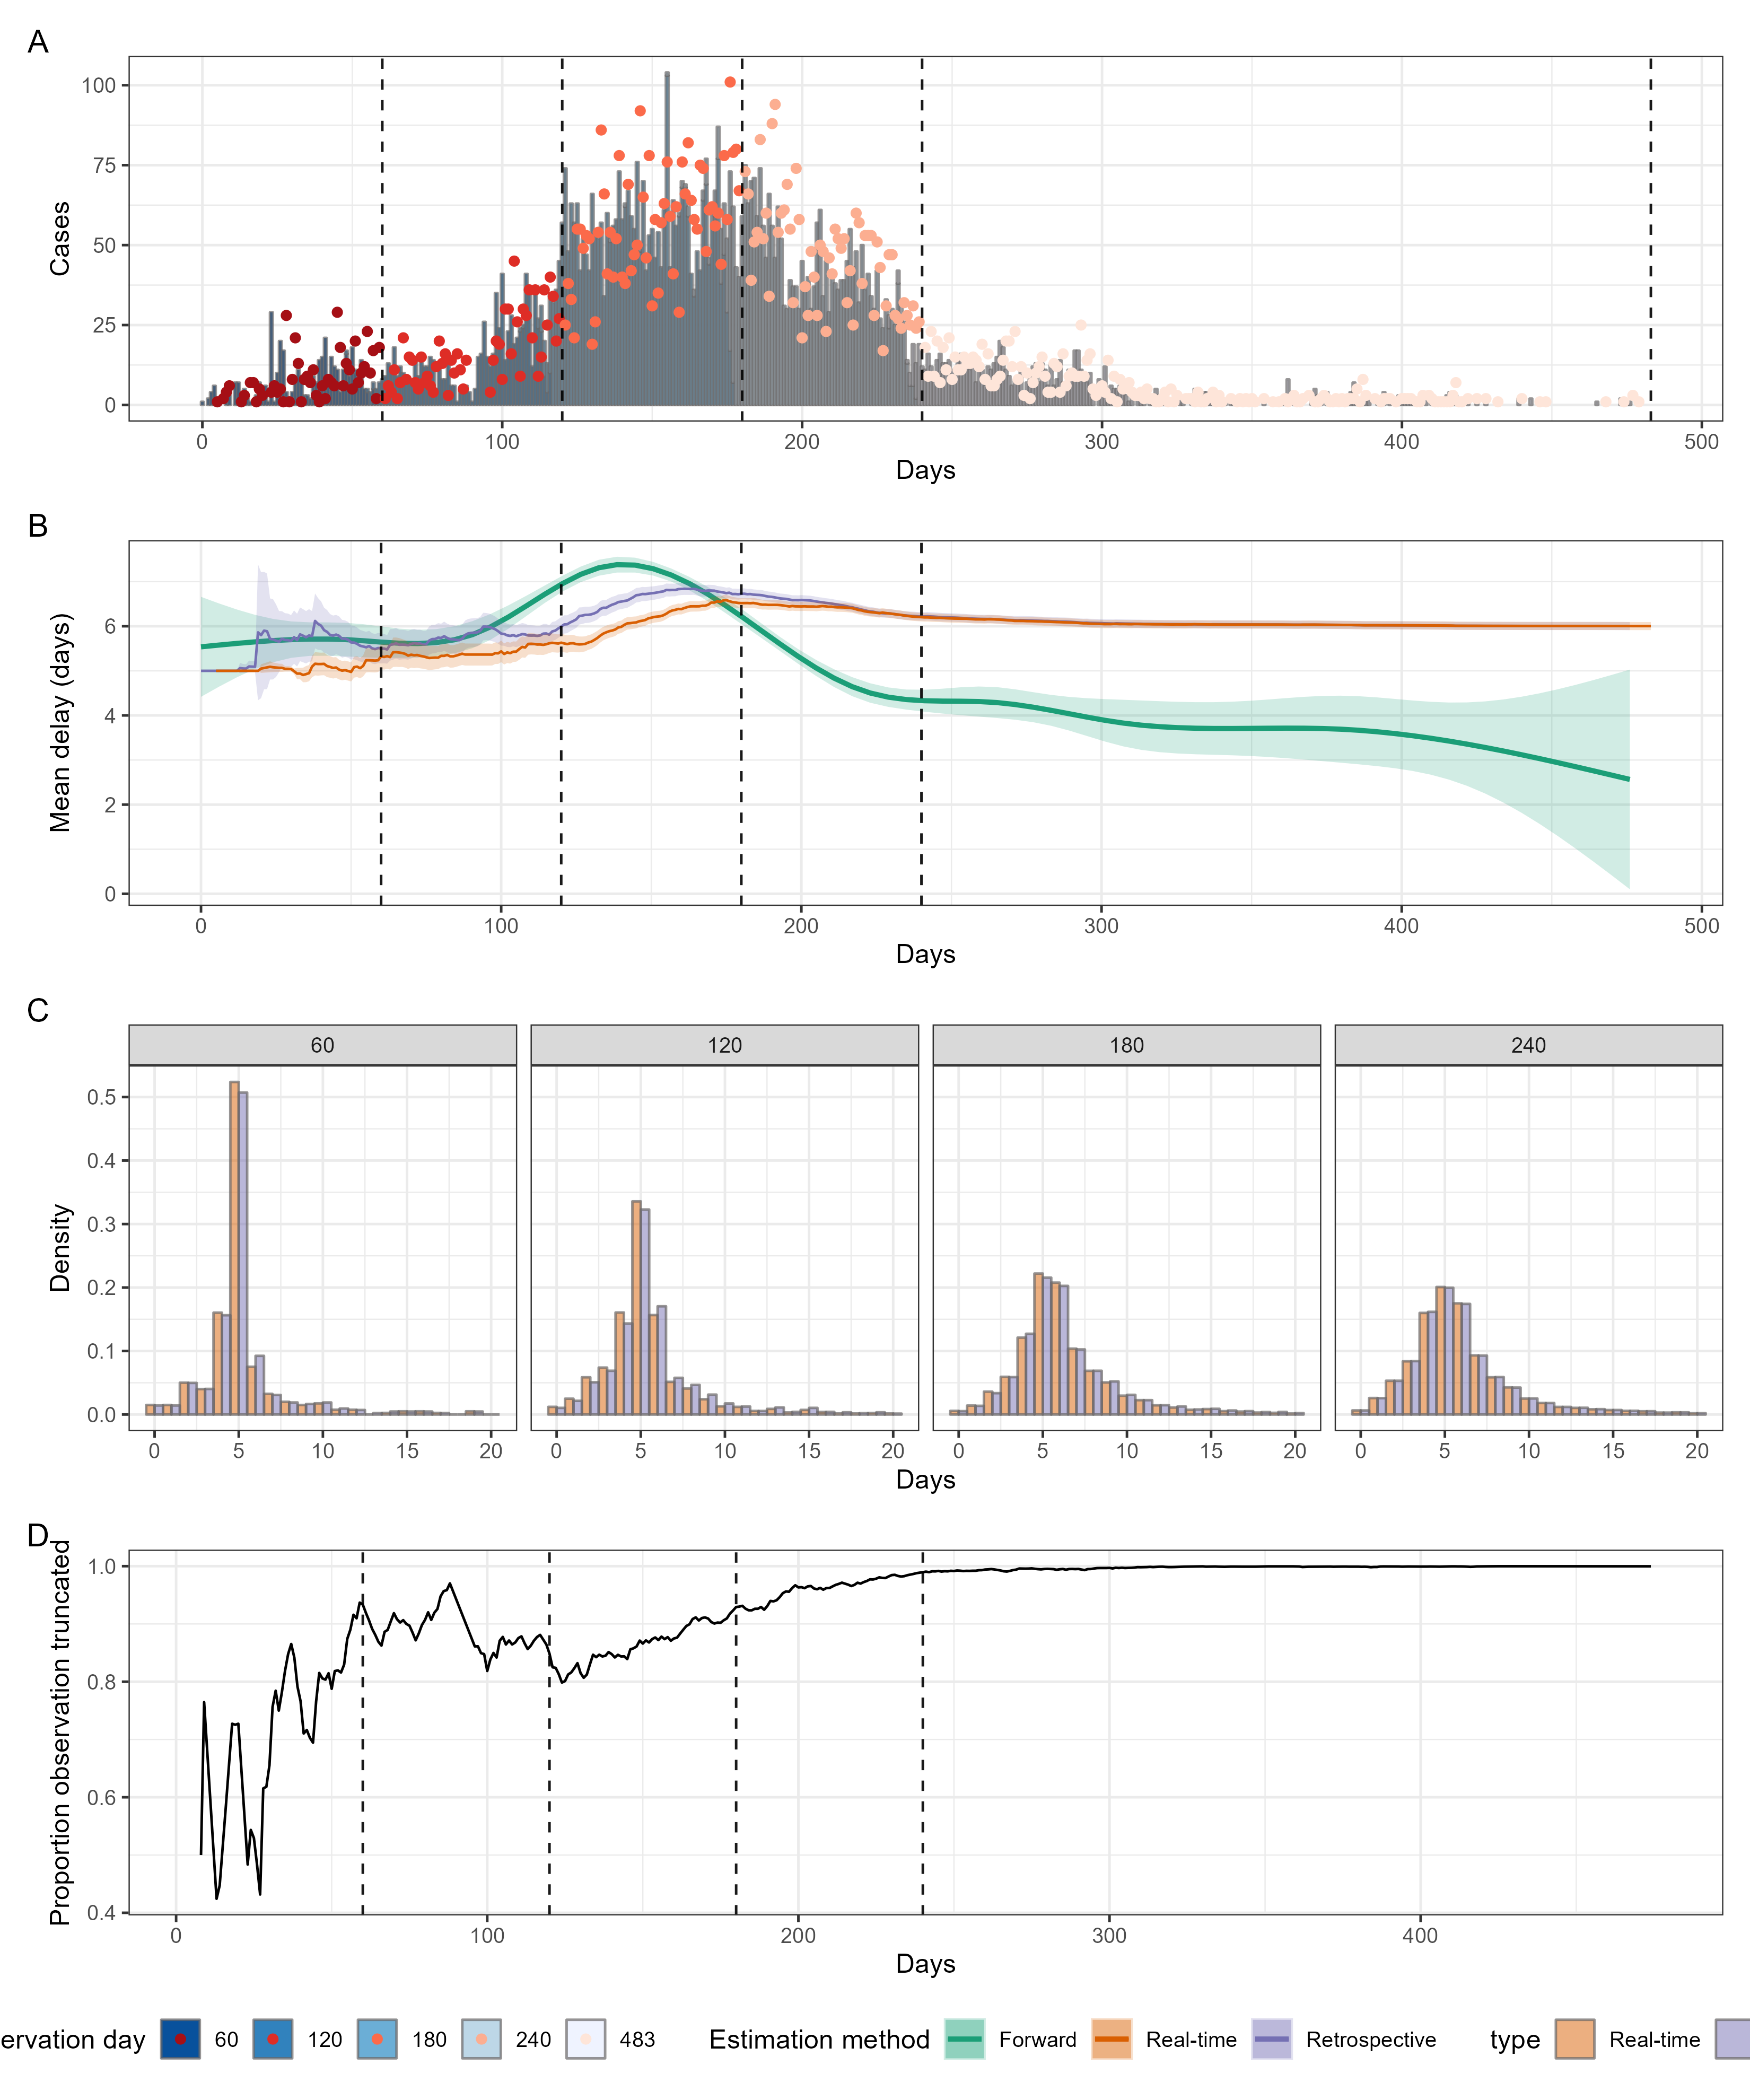 A
100
75
50
25
0
Cases
0 100 200 300 400 500
Days
B
6
4
2
0
Mean delay (days)
0 100 200 300 400 500
Days
C
60 120 180 240
0.5
0.4
0.3
0.2
0.1
0.0
Density
0 5 10 15 20 0 5 10 15 20 0 5 10 15 20 0 5 10 15 20
Days
D
1.0
0.8
0.6
0.4
Proportion observation truncated
0 100 200 300 400
Days
ervation day 60 120 180 240 483 Estimation method Forward Real-time Retrospective type Real-time